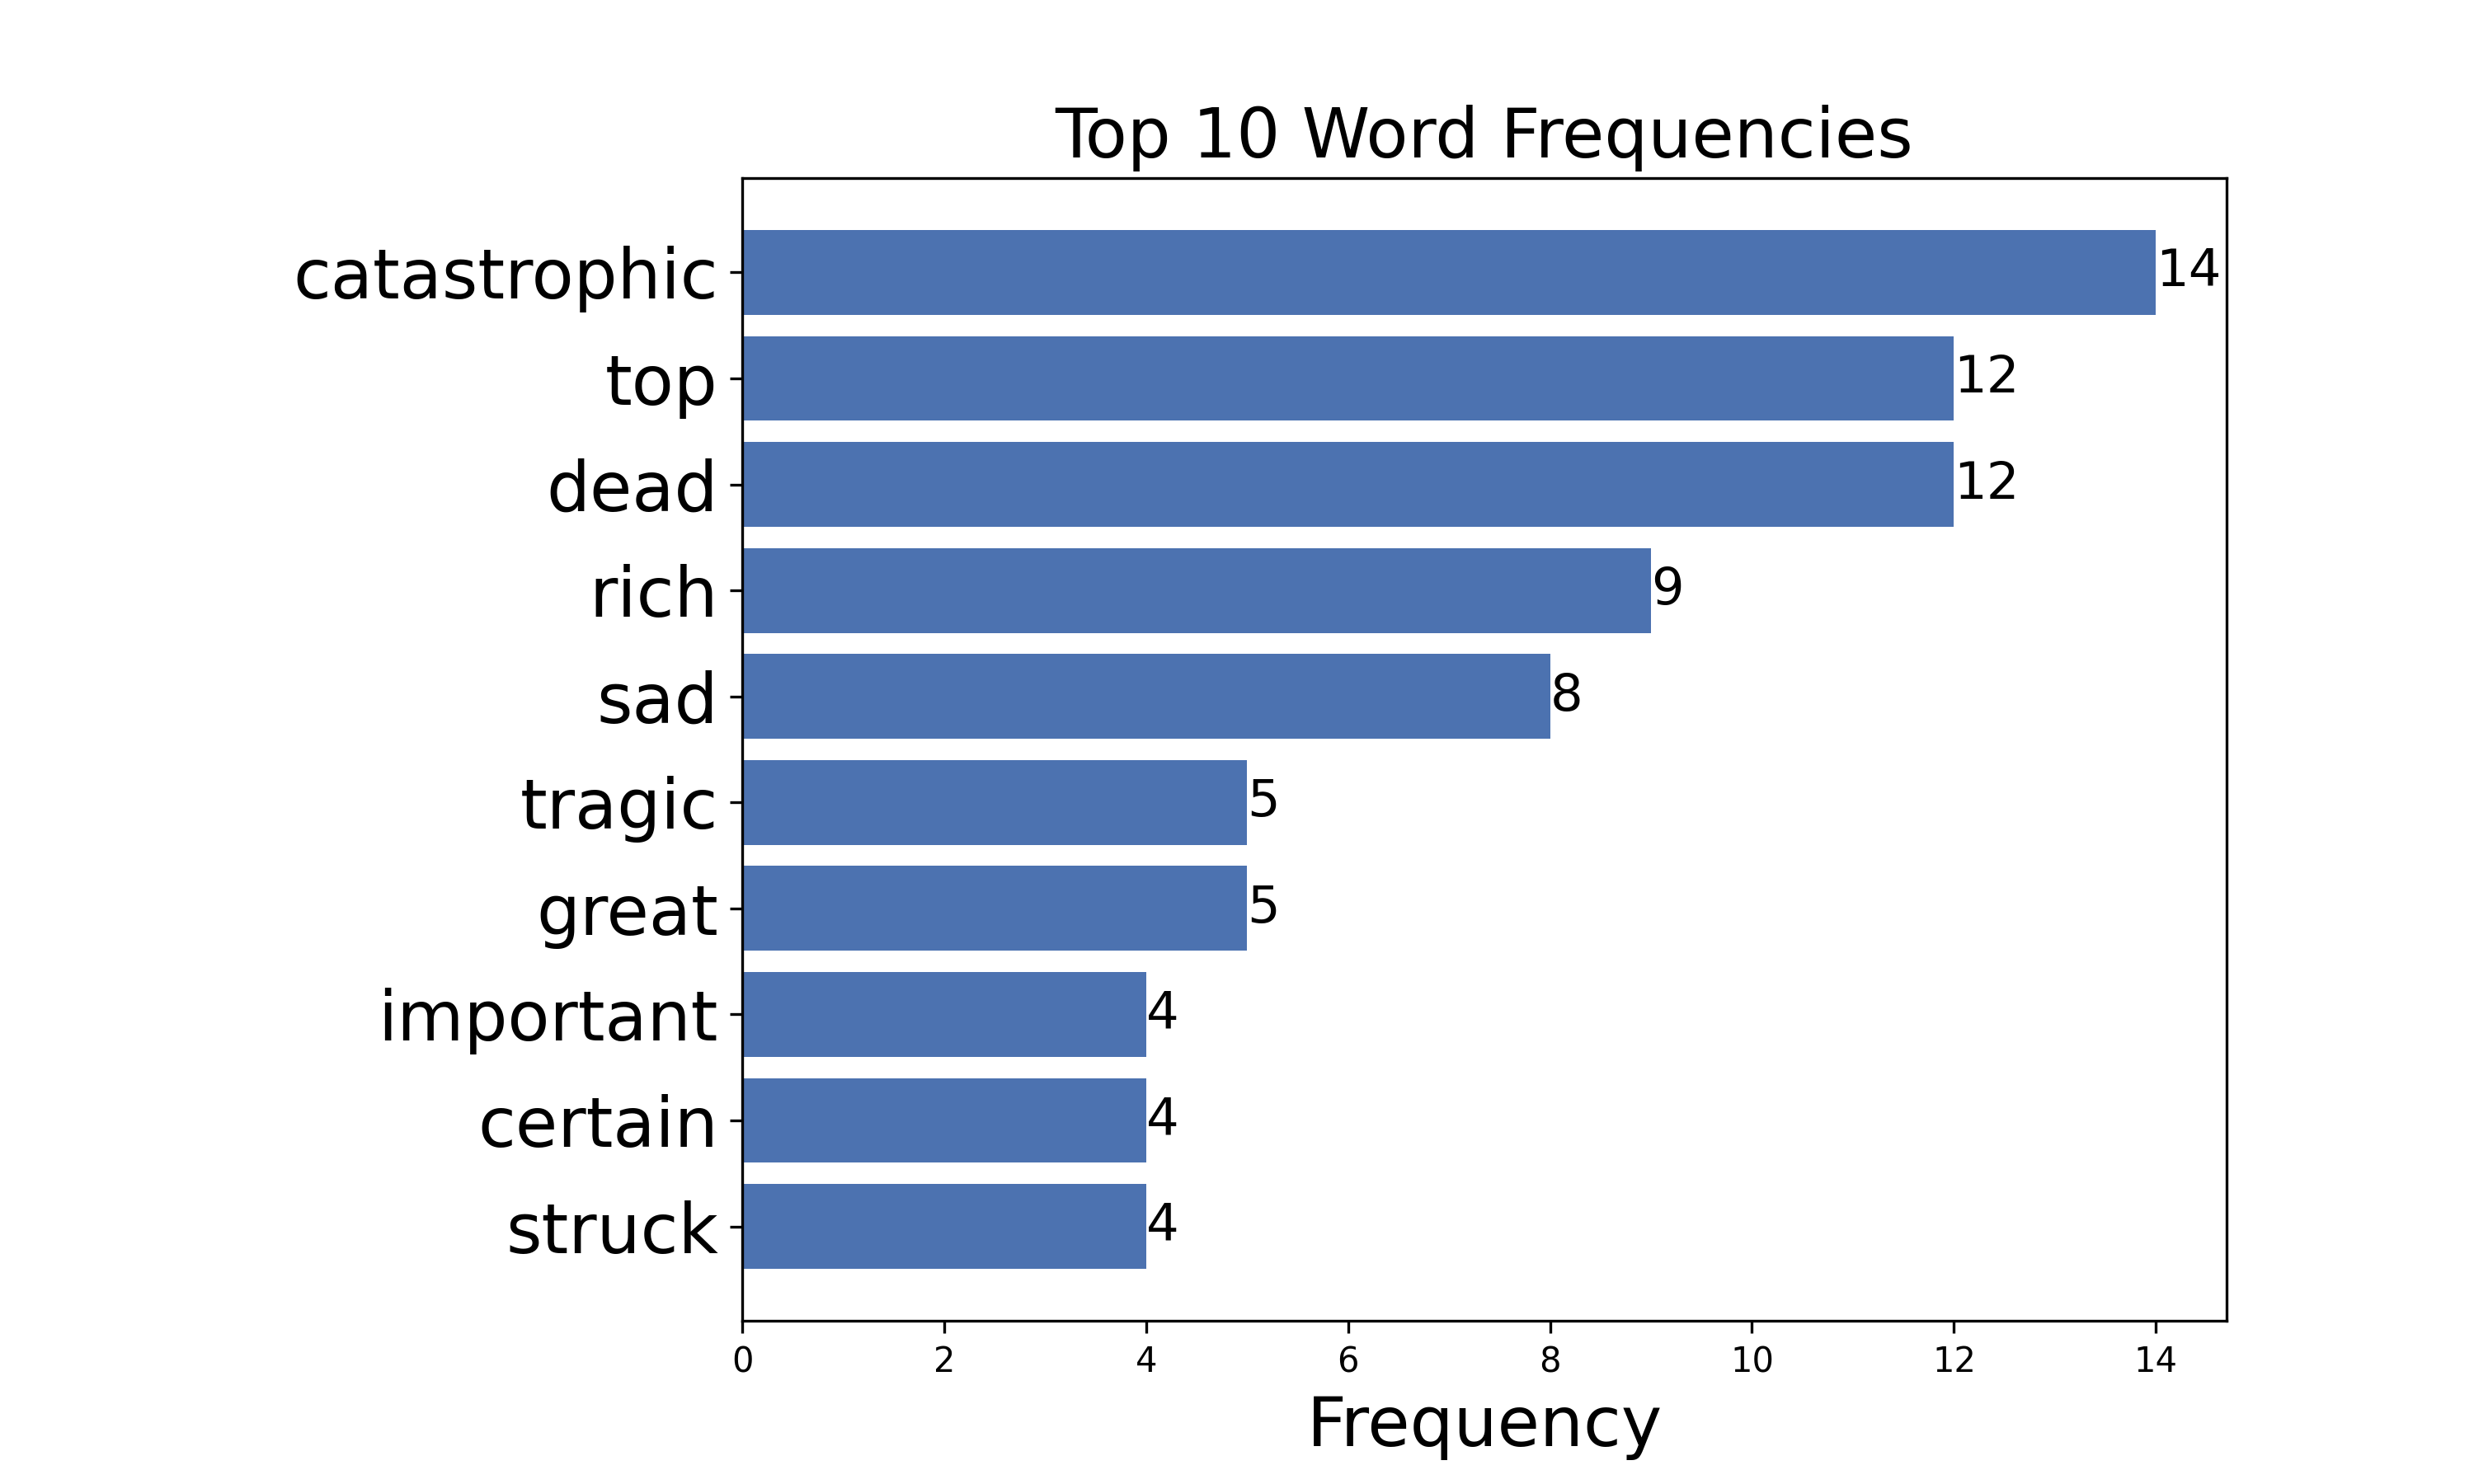 Top 10 Word Frequencies
catastrophic 14
top 12
dead 12
rich 9
sad 8
tragic 5
great 5
important 4
certain 4
struck 4
0 2 4 6 8 10 12 14
Frequency